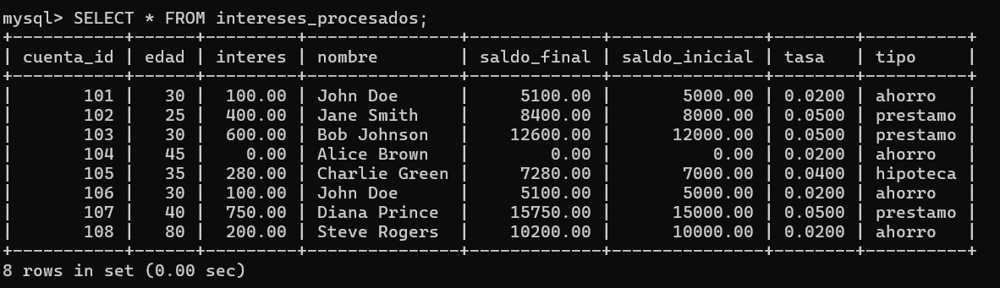 mysql> SELECT * FROM intereses_procesados;
+-----------+------+---------+---------------+-------------+---------------+--------+----------+
| cuenta_id | edad | interes | nombre        | saldo_final | saldo_inicial | tasa   | tipo     |
+-----------+------+---------+---------------+-------------+---------------+--------+----------+
|       101 |   30 |  100.00 | John Doe      |     5100.00 |       5000.00 | 0.0200 | ahorro   |
|       102 |   25 |  400.00 | Jane Smith    |     8400.00 |       8000.00 | 0.0500 | prestamo |
|       103 |   30 |  600.00 | Bob Johnson   |    12600.00 |      12000.00 | 0.0500 | prestamo |
|       104 |   45 |    0.00 | Alice Brown   |        0.00 |          0.00 | 0.0200 | ahorro   |
|       105 |   35 |  280.00 | Charlie Green |     7280.00 |       7000.00 | 0.0400 | hipoteca |
|       106 |   30 |  100.00 | John Doe      |     5100.00 |       5000.00 | 0.0200 | ahorro   |
|       107 |   40 |  750.00 | Diana Prince  |    15750.00 |      15000.00 | 0.0500 | prestamo |
|       108 |   80 |  200.00 | Steve Rogers  |    10200.00 |      10000.00 | 0.0200 | ahorro   |
+-----------+------+---------+---------------+-------------+---------------+--------+----------+
8 rows in set (0.00 sec)